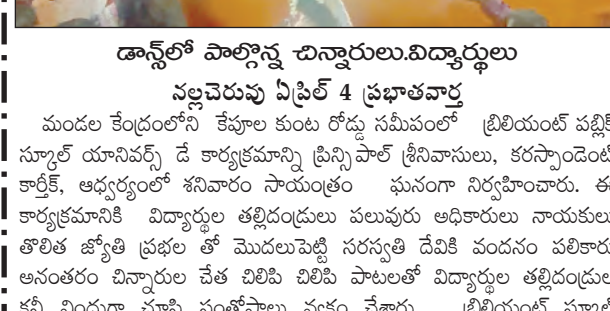 డాన్స్‌లో పాల్గొన్న చిన్నారులు.విద్యార్థులు
నల్లచెరువు ఏప్రిల్ 4 ప్రభాతవార్త
మండల కేంద్రంలోని కేపూల కుంట రోడ్డు సమీపంలో బ్రిలియంట్ పబ్లిక్
స్కూల్ యానివర్స్ డే కార్యక్రమాన్ని ప్రిన్సిపాల్ శ్రీనివాసులు, కరస్పాండెంట్
కార్తీక్, ఆధ్వర్యంలో శనివారం సాయంత్రం ఘనంగా నిర్వహించారు. ఈ
కార్యక్రమానికి విద్యార్థుల తల్లిదండ్రులు పలువురు అధికారులు నాయకులు
తొలిత జ్యోతి ప్రభల తో మొదలుపెట్టి సరస్వతి దేవికి వందనం పలికారు
అనంతరం చిన్నారుల చేత చిలిపి చిలిపి పాటలతో విద్యార్థుల తల్లిదండ్రుల
చూసి సంతోషాలు వ్యక్తం చేశారు బ్రిలియంట్ స్కూల్